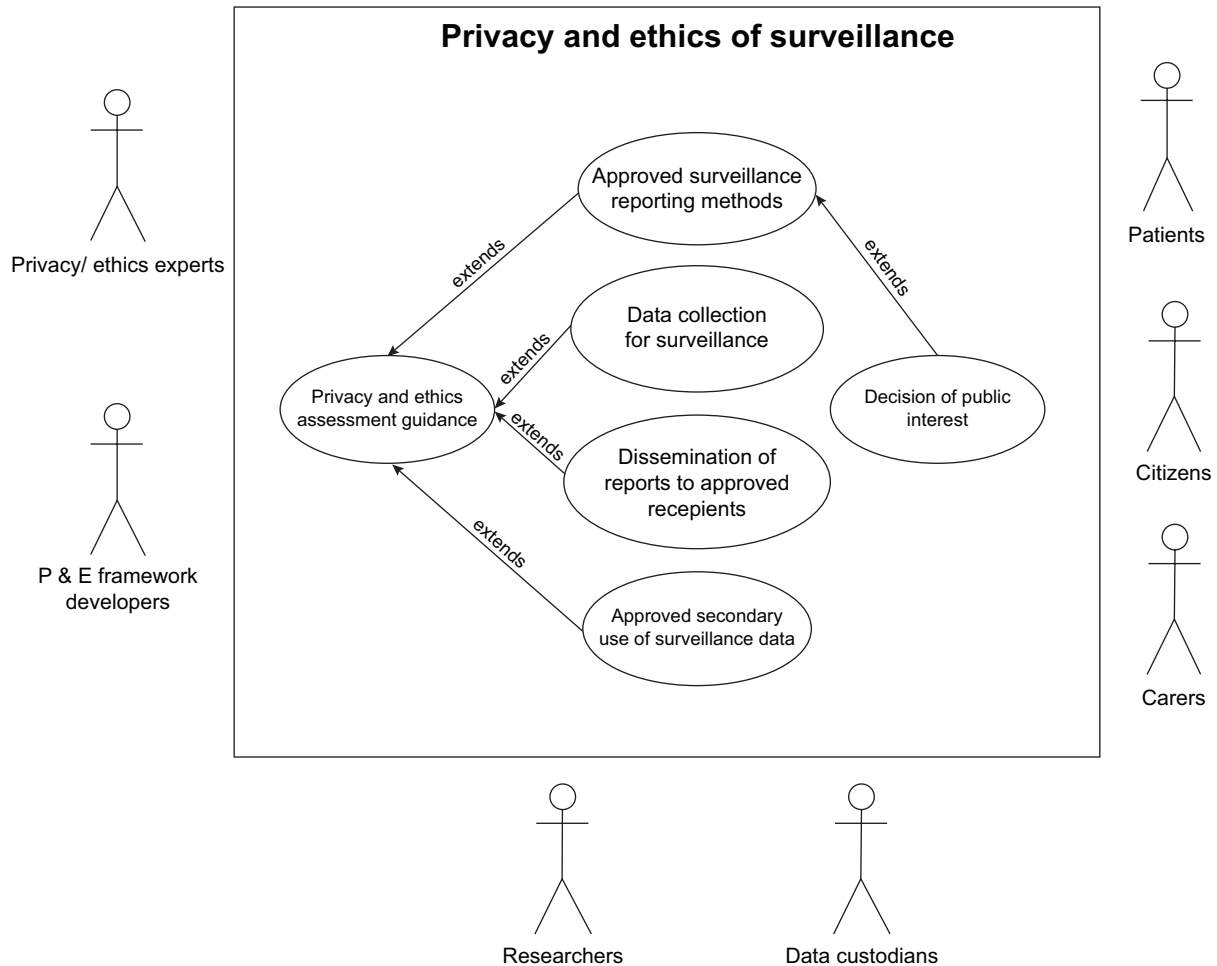 Privacy and ethics of surveillance
Privacy/ ethics experts
P & E framework
developers
Approved surveillance
reporting methods
extends
extends
Data collection
for surveillance
extends
Privacy and ethics
assessment guidance
Decision of public
interest
extends
Dissemination of
reports to approved
recepients
extends
Approved secondary
use of surveillance data
Patients
Citizens
Carers
Researchers
Data custodians